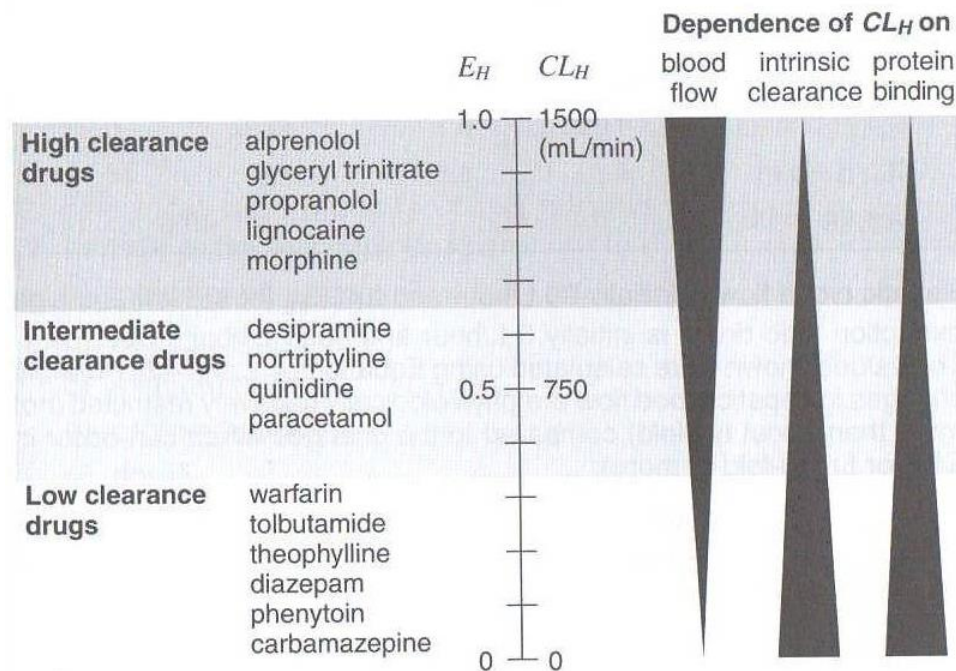 Dependence of CLH on
EH CLH blood intrinsic protein
flow clearance binding
1.0 1500
(mL/min)
High clearance alprenolol
drugs glyceryl trinitrate
propranolol
lignocaine
morphine
Intermediate desipramine
clearance drugs nortriptyline
quinidine 0.5 750
paracetamol
Low clearance warfarin
drugs tolbutamide
theophylline
diazepam
phenytoin
carbamazepine
0 0